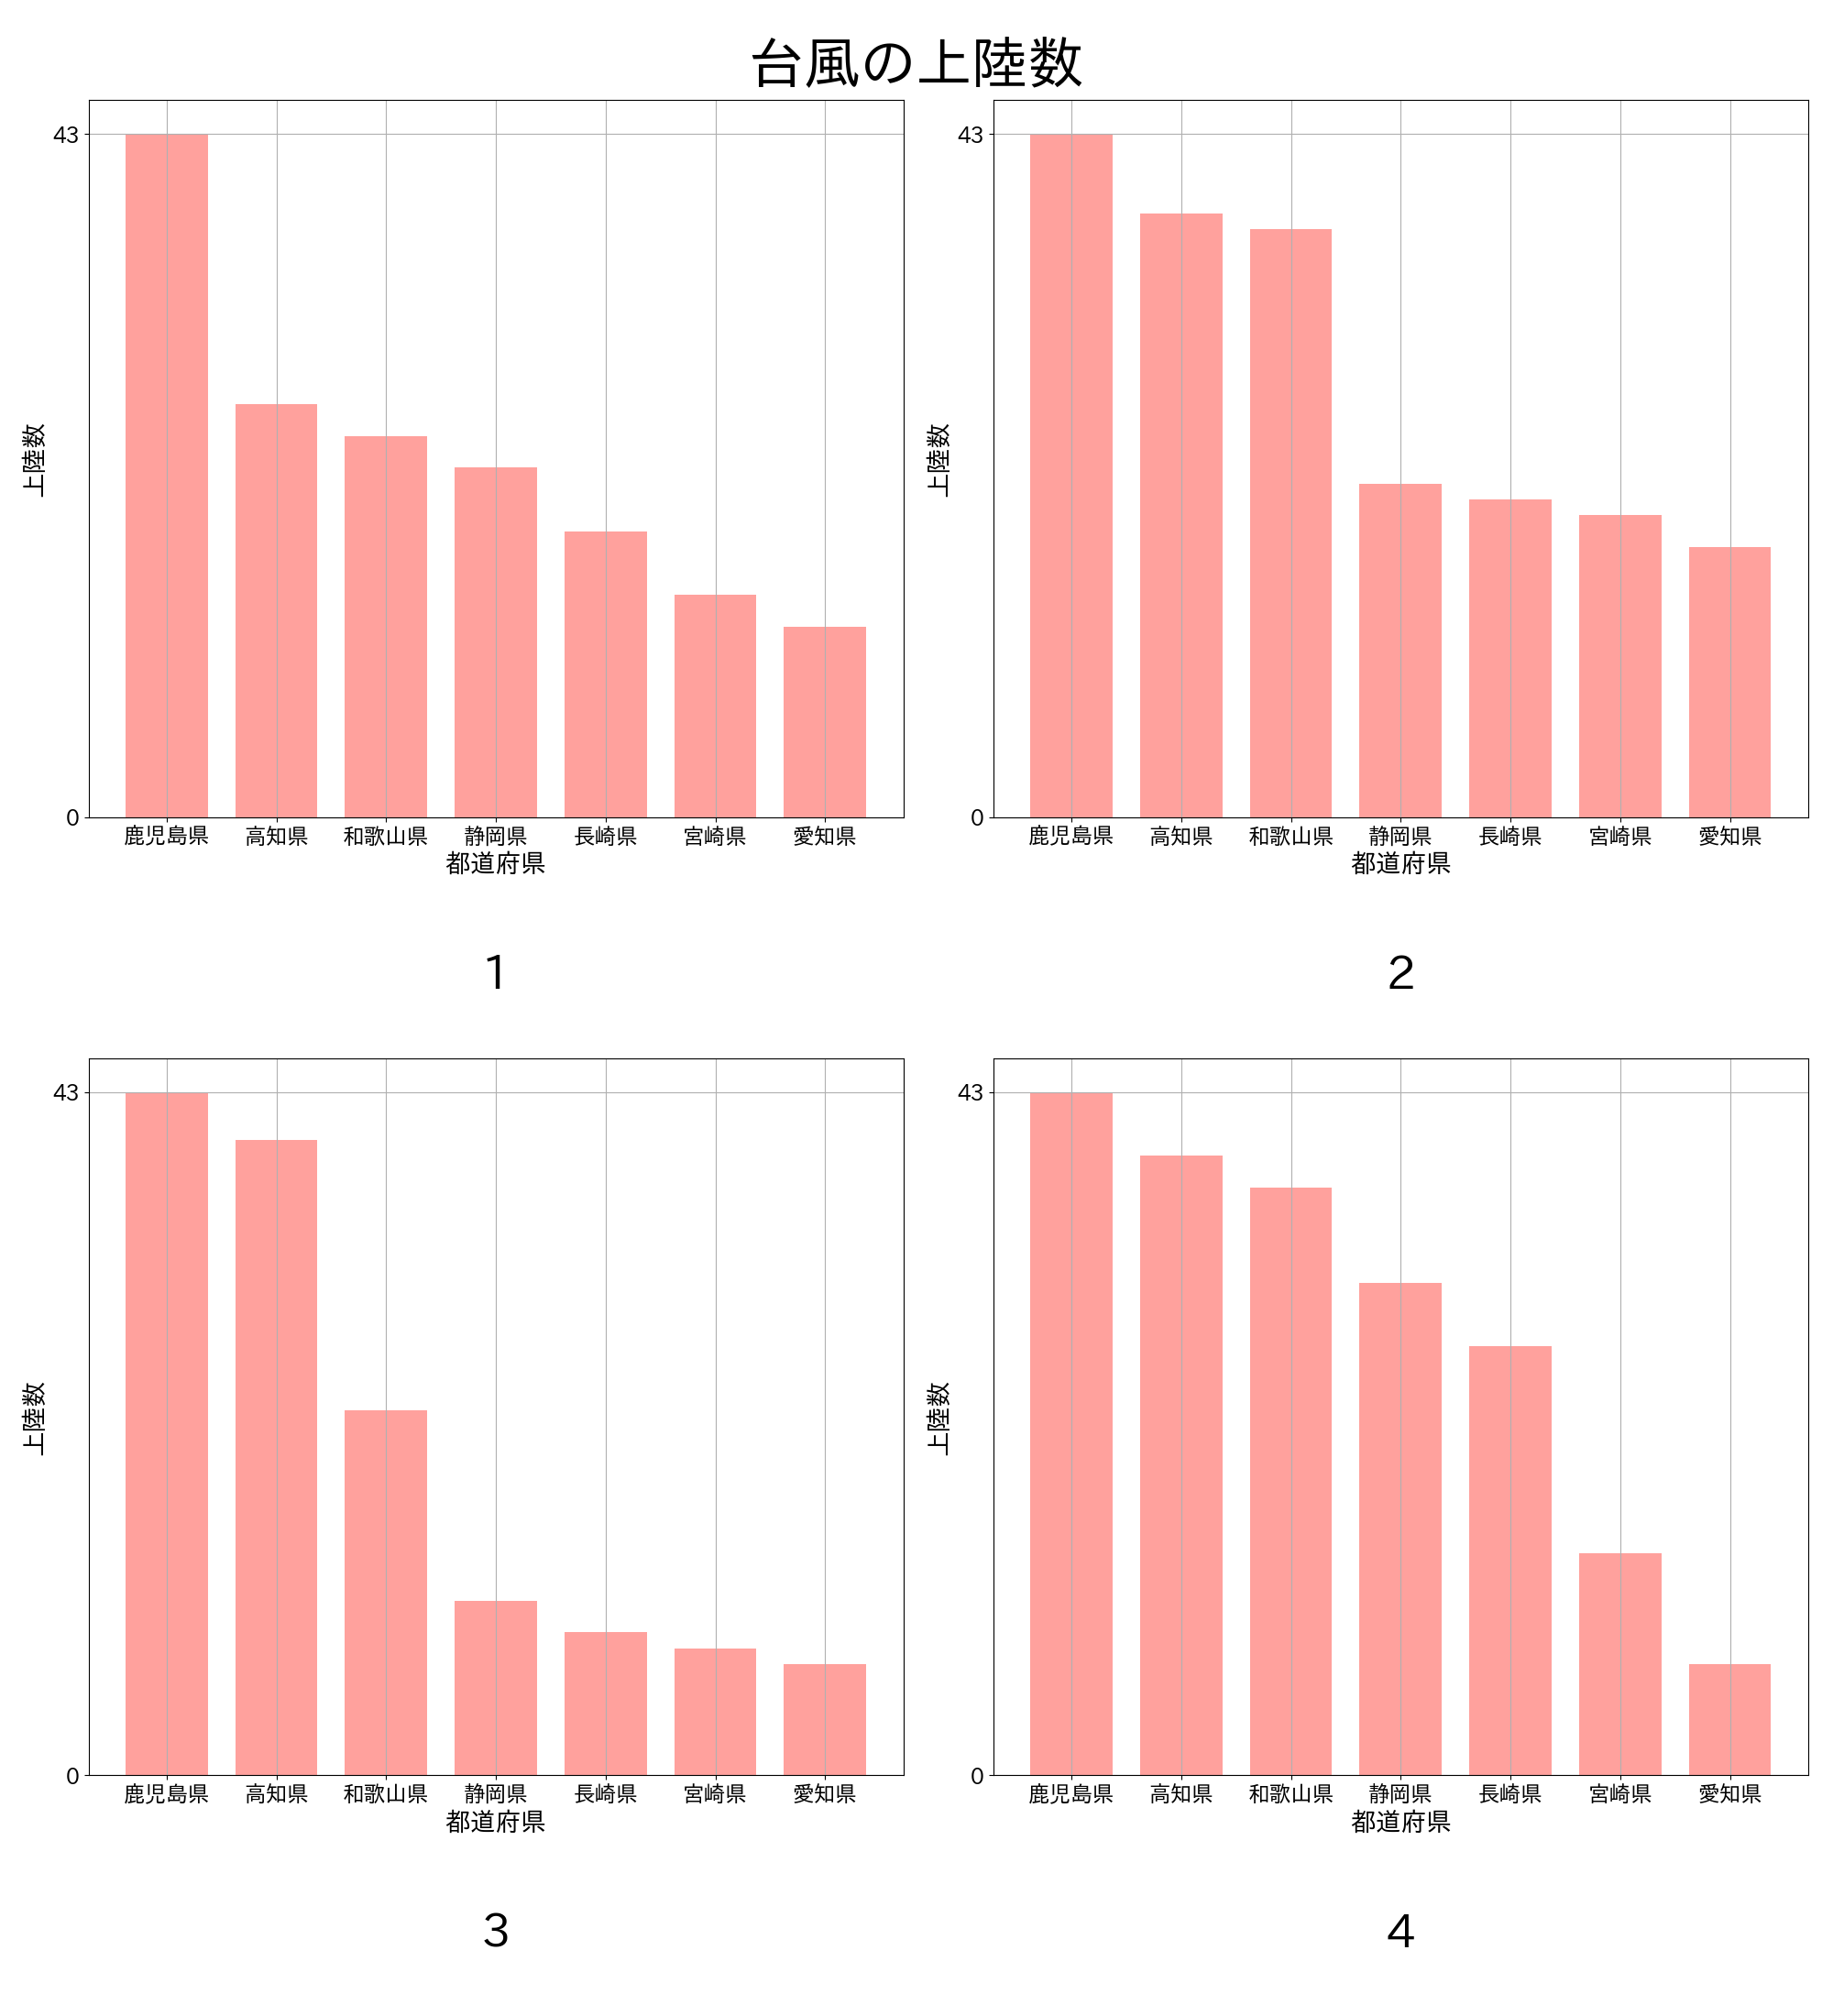 台風の上陸数
43
0
上陸数
鹿児島県 高知県 和歌山県 静岡県 長崎県 宮崎県 愛知県
都道府県
1
43
0
上陸数
鹿児島県 高知県 和歌山県 静岡県 長崎県 宮崎県 愛知県
都道府県
2
43
0
上陸数
鹿児島県 高知県 和歌山県 静岡県 長崎県 宮崎県 愛知県
都道府県
3
43
0
上陸数
鹿児島県 高知県 和歌山県 静岡県 長崎県 宮崎県 愛知県
都道府県
4